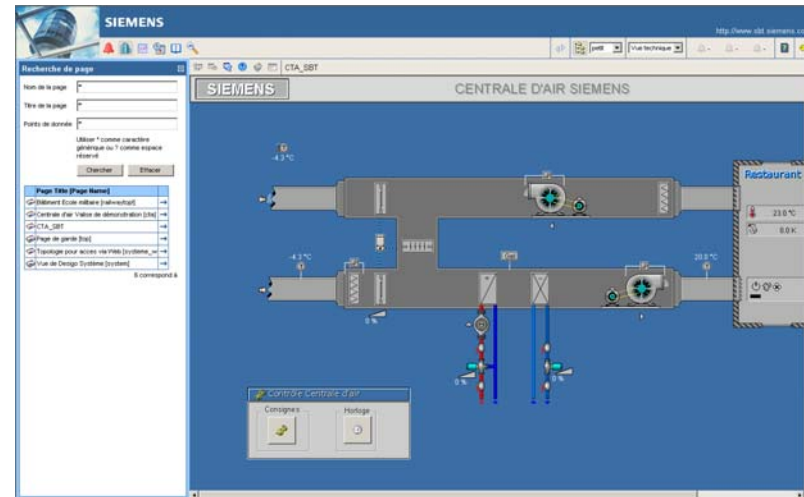 SIEMENS
http://www.sbt.siemens.co
petit
Vue technique
Recherche de page
CTA_SBT
Nom de la page
*
Titre de la page
*
Points de donnée
*
Utiliser * comme caractère
générique ou ? comme espace
réservé
Chercher
Effacer
Page Title [Page Name]
Bâtiment Ecole militaire [railwaytop]
Centrale d'air Valise de démonstration [cta]
CTA_SBT
Page de garde [top]
Topologie pour acces via Web [systeme_w
Vue de Desigo Système [system]
6 correspond à
SIEMENS
CENTRALE D'AIR SIEMENS
-4.3 °C
Restaurant
23.0 °C
0.0 K
-4.3 °C
20.0 °C
0 %
0 %
0 %
Contrôle Centrale d'air
Consignes
Horloge